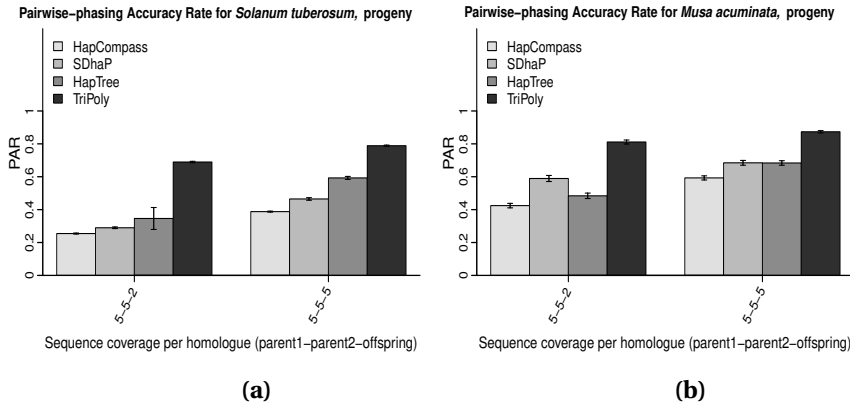 Pairwise−phasing Accuracy Rate for Solanum tuberosum, progeny
HapCompass
SDhaP
HapTree
TriPoly
PAR
1
0.8
0.6
0.4
0.2
0
5−5−2
5−5−5
Sequence coverage per homologue (parent1−parent2−offspring)
(a)
Pairwise−phasing Accuracy Rate for Musa acuminata, progeny
HapCompass
SDhaP
HapTree
TriPoly
PAR
1
0.8
0.6
0.4
0.2
0
5−5−2
5−5−5
Sequence coverage per homologue (parent1−parent2−offspring)
(b)